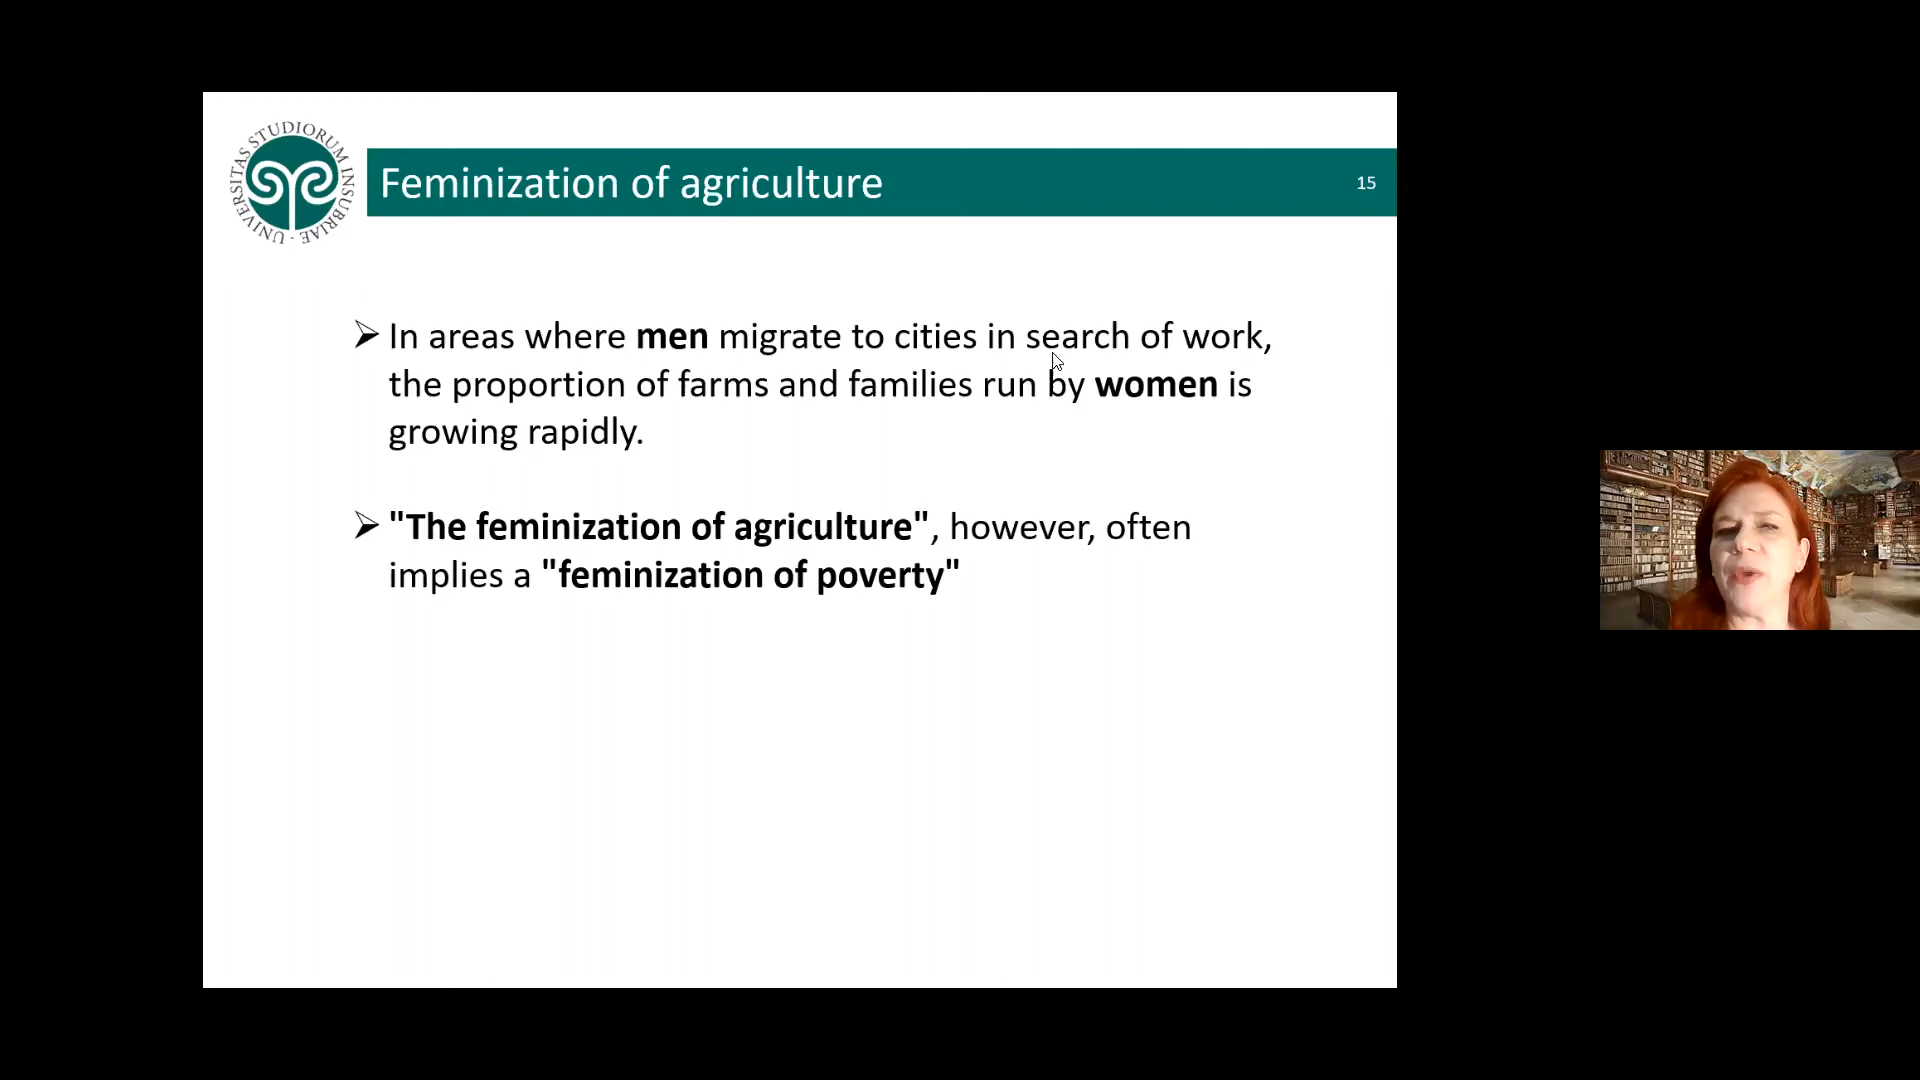 UNIVERSITAS STUDIORUM INSUBRIAE
Feminization of agriculture
15
➢ In areas where men migrate to cities in search of work,
the proportion of farms and families run by women is
growing rapidly.
➢ "The feminization of agriculture", however, often
implies a "feminization of poverty"